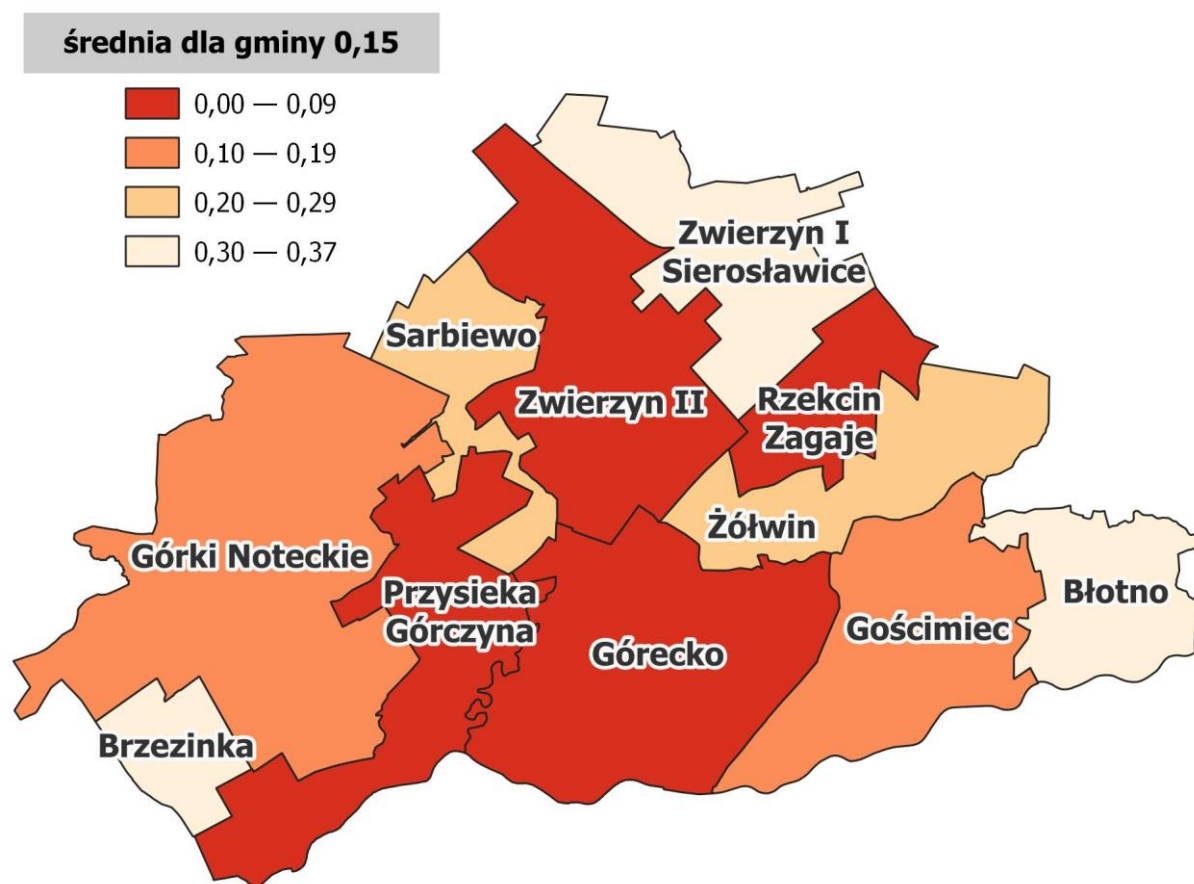 średnia dla gminy 0,15
0,00 — 0,09
0,10 — 0,19
0,20 — 0,29
0,30 — 0,37
Zwierzyn I
Sierosławice
Sarbiewo
Zwierzyn II
Rzekcin
Zagaje
Żółwin
Górki Noteckie
Przysieka
Górczyna
Górecko
Gościmiec
Błotno
Brzezinka